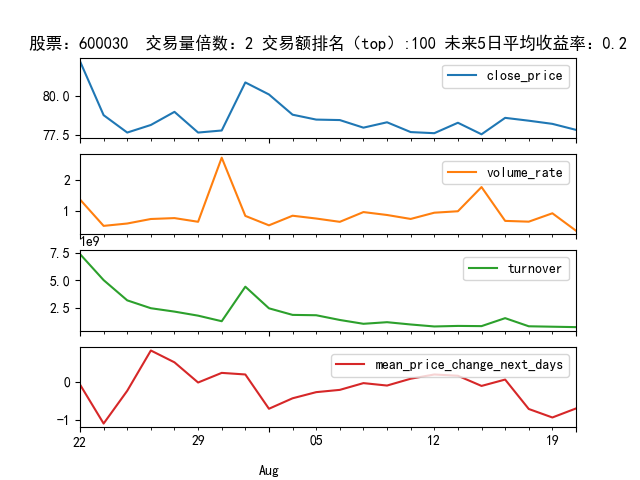 股票：600030  交易量倍数：2 交易额排名（top）:100 未来5日平均收益率：0.2
close_price
80.0
77.5
volume_rate
2
1
1e9
7.5
turnover
5.0
2.5
mean_price_change_next_days
0
−1
22 29 05 12 19
Aug